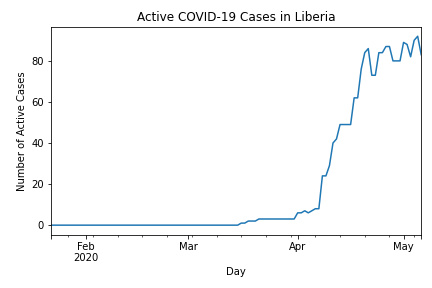 Active COVID-19 Cases in Liberia
Number of Active Cases
80
60
40
20
0
Feb
2020
Mar
Apr
May
Day